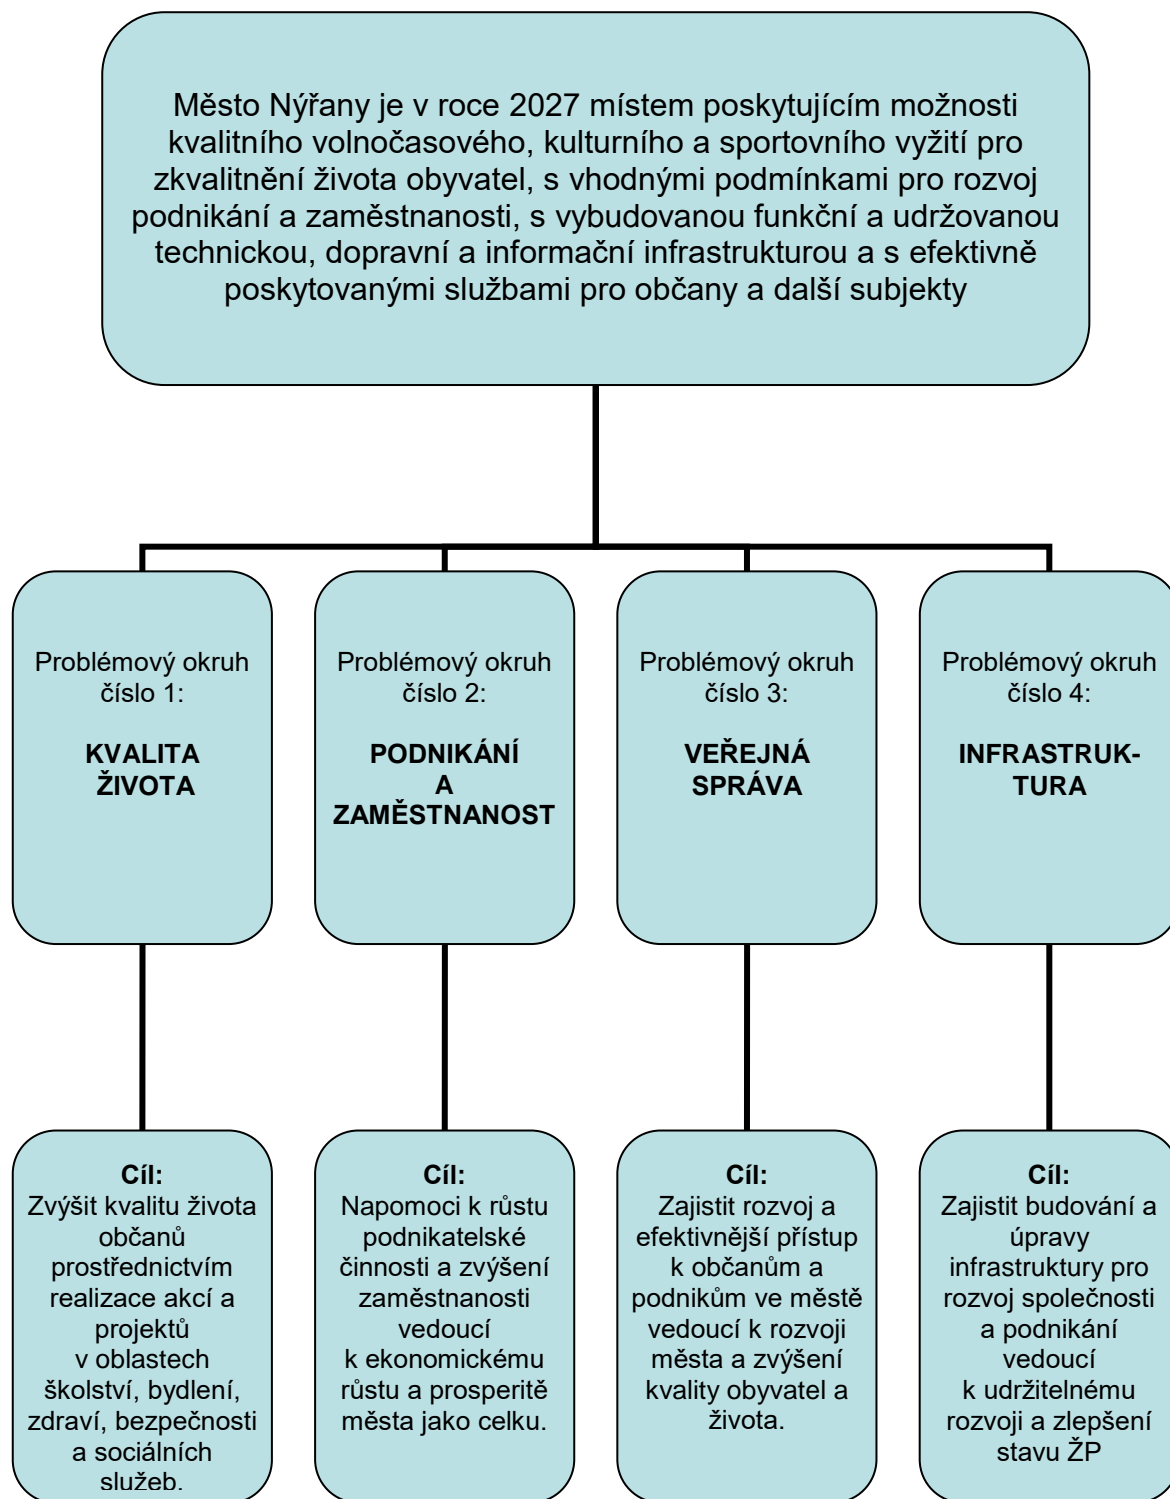 Město Nýřany je v roce 2027 místem poskytujícím možnosti
kvalitního volnočasového, kulturního a sportovního vyžití pro
zkvalitnění života obyvatel, s vhodnými podmínkami pro rozvoj
podnikání a zaměstnanosti, s vybudovanou funkční a udržovanou
technickou, dopravní a informační infrastrukturou a s efektivně
poskytovanými službami pro občany a další subjekty
Problémový okruh
číslo 1:
KVALITA
ŽIVOTA
Problémový okruh
číslo 2:
PODNIKÁNÍ
A
ZAMĚSTNANOST
Problémový okruh
číslo 3:
VEŘEJNÁ
SPRÁVA
Problémový okruh
číslo 4:
INFRASTRUK-
TURA
Cíl:
Zvýšit kvalitu života
občanů
prostřednictvím
realizace akcí a
projektů
v oblastech
školství, bydlení,
zdraví, bezpečnosti
a sociálních
služeb.
Cíl:
Napomoci k růstu
podnikatelské
činnosti a zvýšení
zaměstnanosti
vedoucí
k ekonomickému
růstu a prosperitě
města jako celku.
Cíl:
Zajistit rozvoj a
efektivnější přístup
k občanům a
podnikům ve městě
vedoucí k rozvoji
města a zvýšení
kvality obyvatel a
života.
Cíl:
Zajistit budování a
úpravy
infrastruktury pro
rozvoj společnosti
a podnikání
vedoucí
k udržitelnému
rozvoji a zlepšení
stavu ŽP